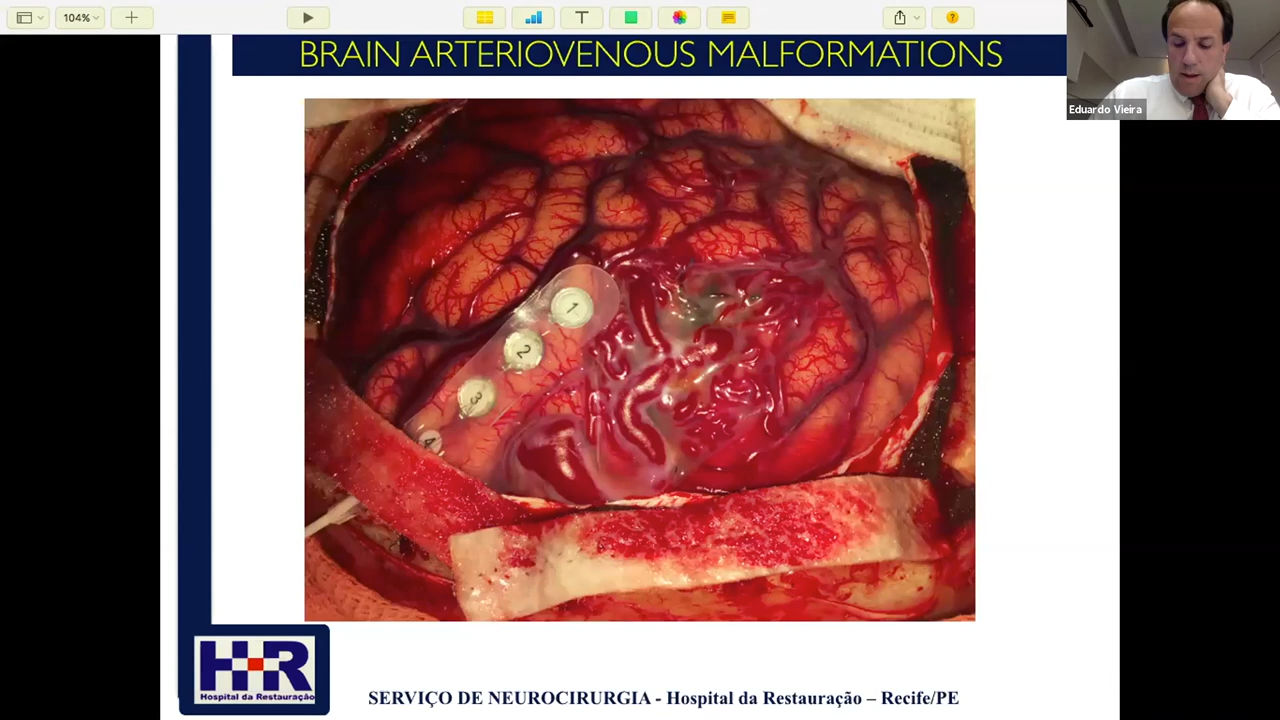 104%
T
Eduardo Vieira
BRAIN ARTERIOVENOUS MALFORMATIONS
1
2
3
4
HR
Hospital da Restauração
SERVIÇO DE NEUROCIRURGIA - Hospital da Restauração – Recife/PE